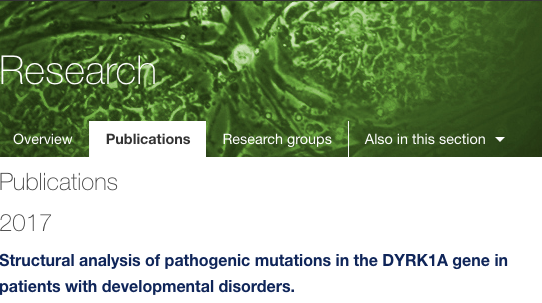 Research
Overview Publications Research groups Also in this section
Publications
2017
Structural analysis of pathogenic mutations in the DYRK1A gene in
patients with developmental disorders.